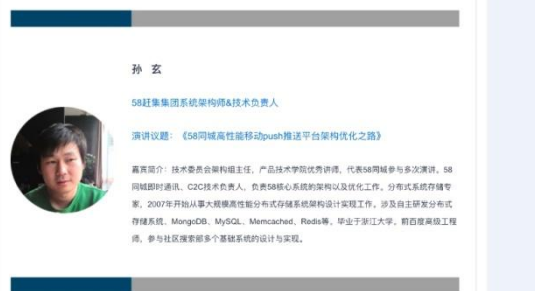 孙 玄
58赶集集团系统架构师&技术负责人
演讲议题：《58同城高性能移动push推送平台架构优化之路》
嘉宾简介：技术委员会架构组主任，产品技术学院优秀讲师，代表58同城参与多次演讲。58
同城即时通讯、C2C技术负责人，负责58核心系统的架构以及优化工作。分布式系统存储专
家，2007年开始从事大规模高性能分布式存储系统架构设计实现工作。涉及自主研发分布式
存储系统、MongoDB、MySQL、Memcached、Redis等，毕业于浙江大学，前百度高级工程
师，参与社区搜索部多个基础系统的设计与实现。